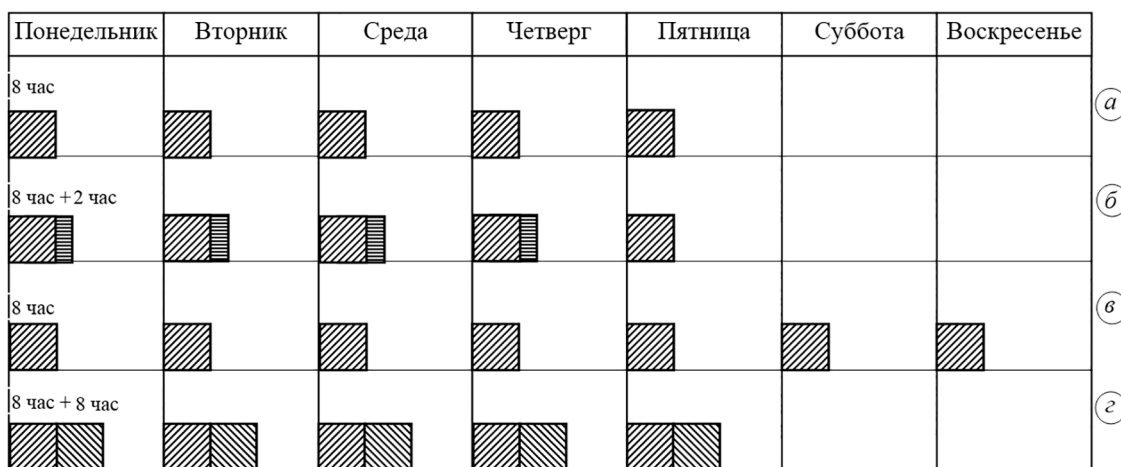 Понедельник Вторник Среда Четверг Пятница Суббота Воскресенье
8 час
а
8 час + 2 час
б
8 час
в
8 час + 8 час
г